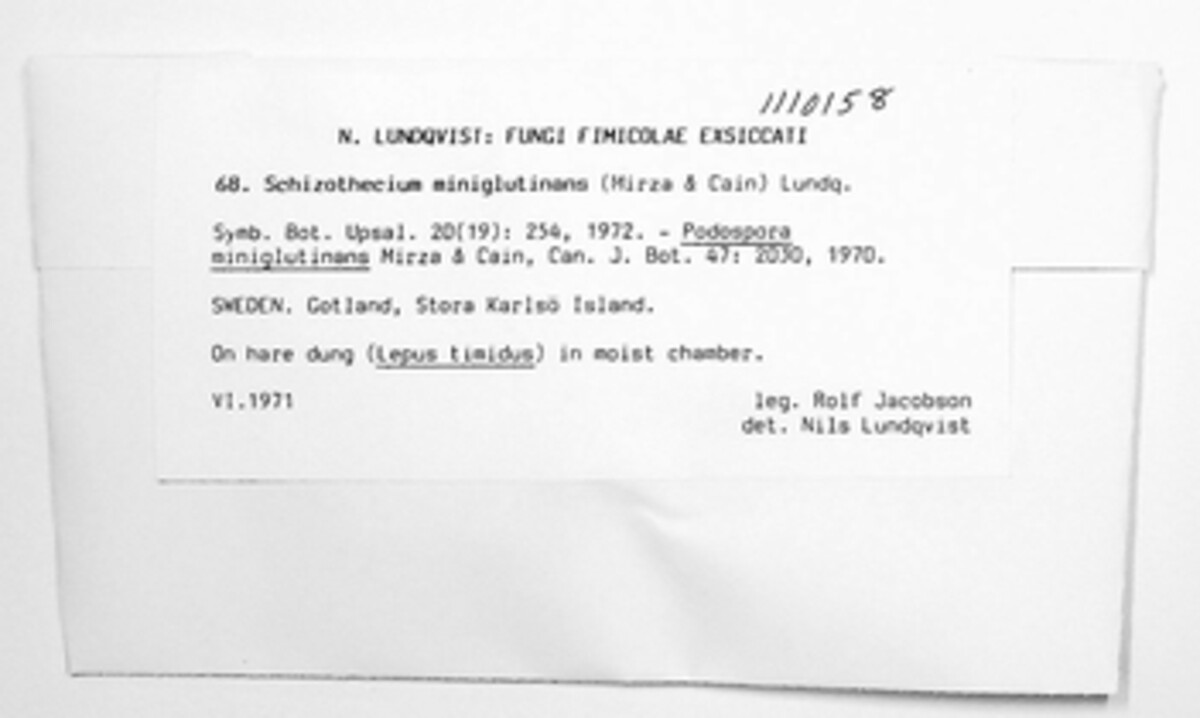 1110158
N. LUNDQVIST: FUNGI FIMICOLAE EXSICCATI
68. Schizothecium miniglutinans (Mirza & Cain) Lundq.
Symb. Bot. Upsal. 20(19): 254, 1972. - Podospora
miniglutinans Mirza & Cain, Can. J. Bot. 47: 2030, 1970.
SWEDEN. Gotland, Stora Karlsö Island.
On hare dung (Lepus timidus) in moist chamber.
VI.1971 leg. Rolf Jacobson
det. Nils Lundqvist